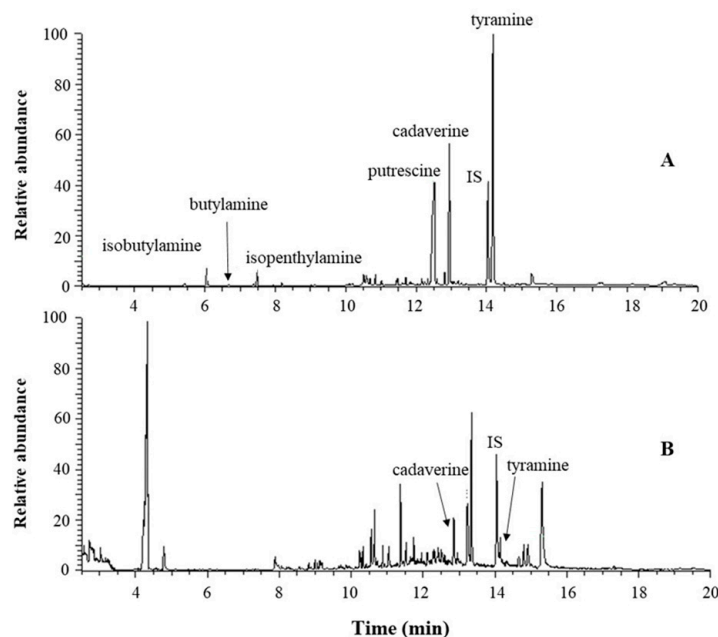 tyramine
100
80
cadaverine
A
60
putrescine
IS
40
butylamine
isobutylamine
isopenthylamine
20
0
4 6 8 10 12 14 16 18 20
Relative abundance
100
80
IS
B
60
cadaverine
tyramine
40
20
0
4 6 8 10 12 14 16 18 20
Relative abundance
Time (min)